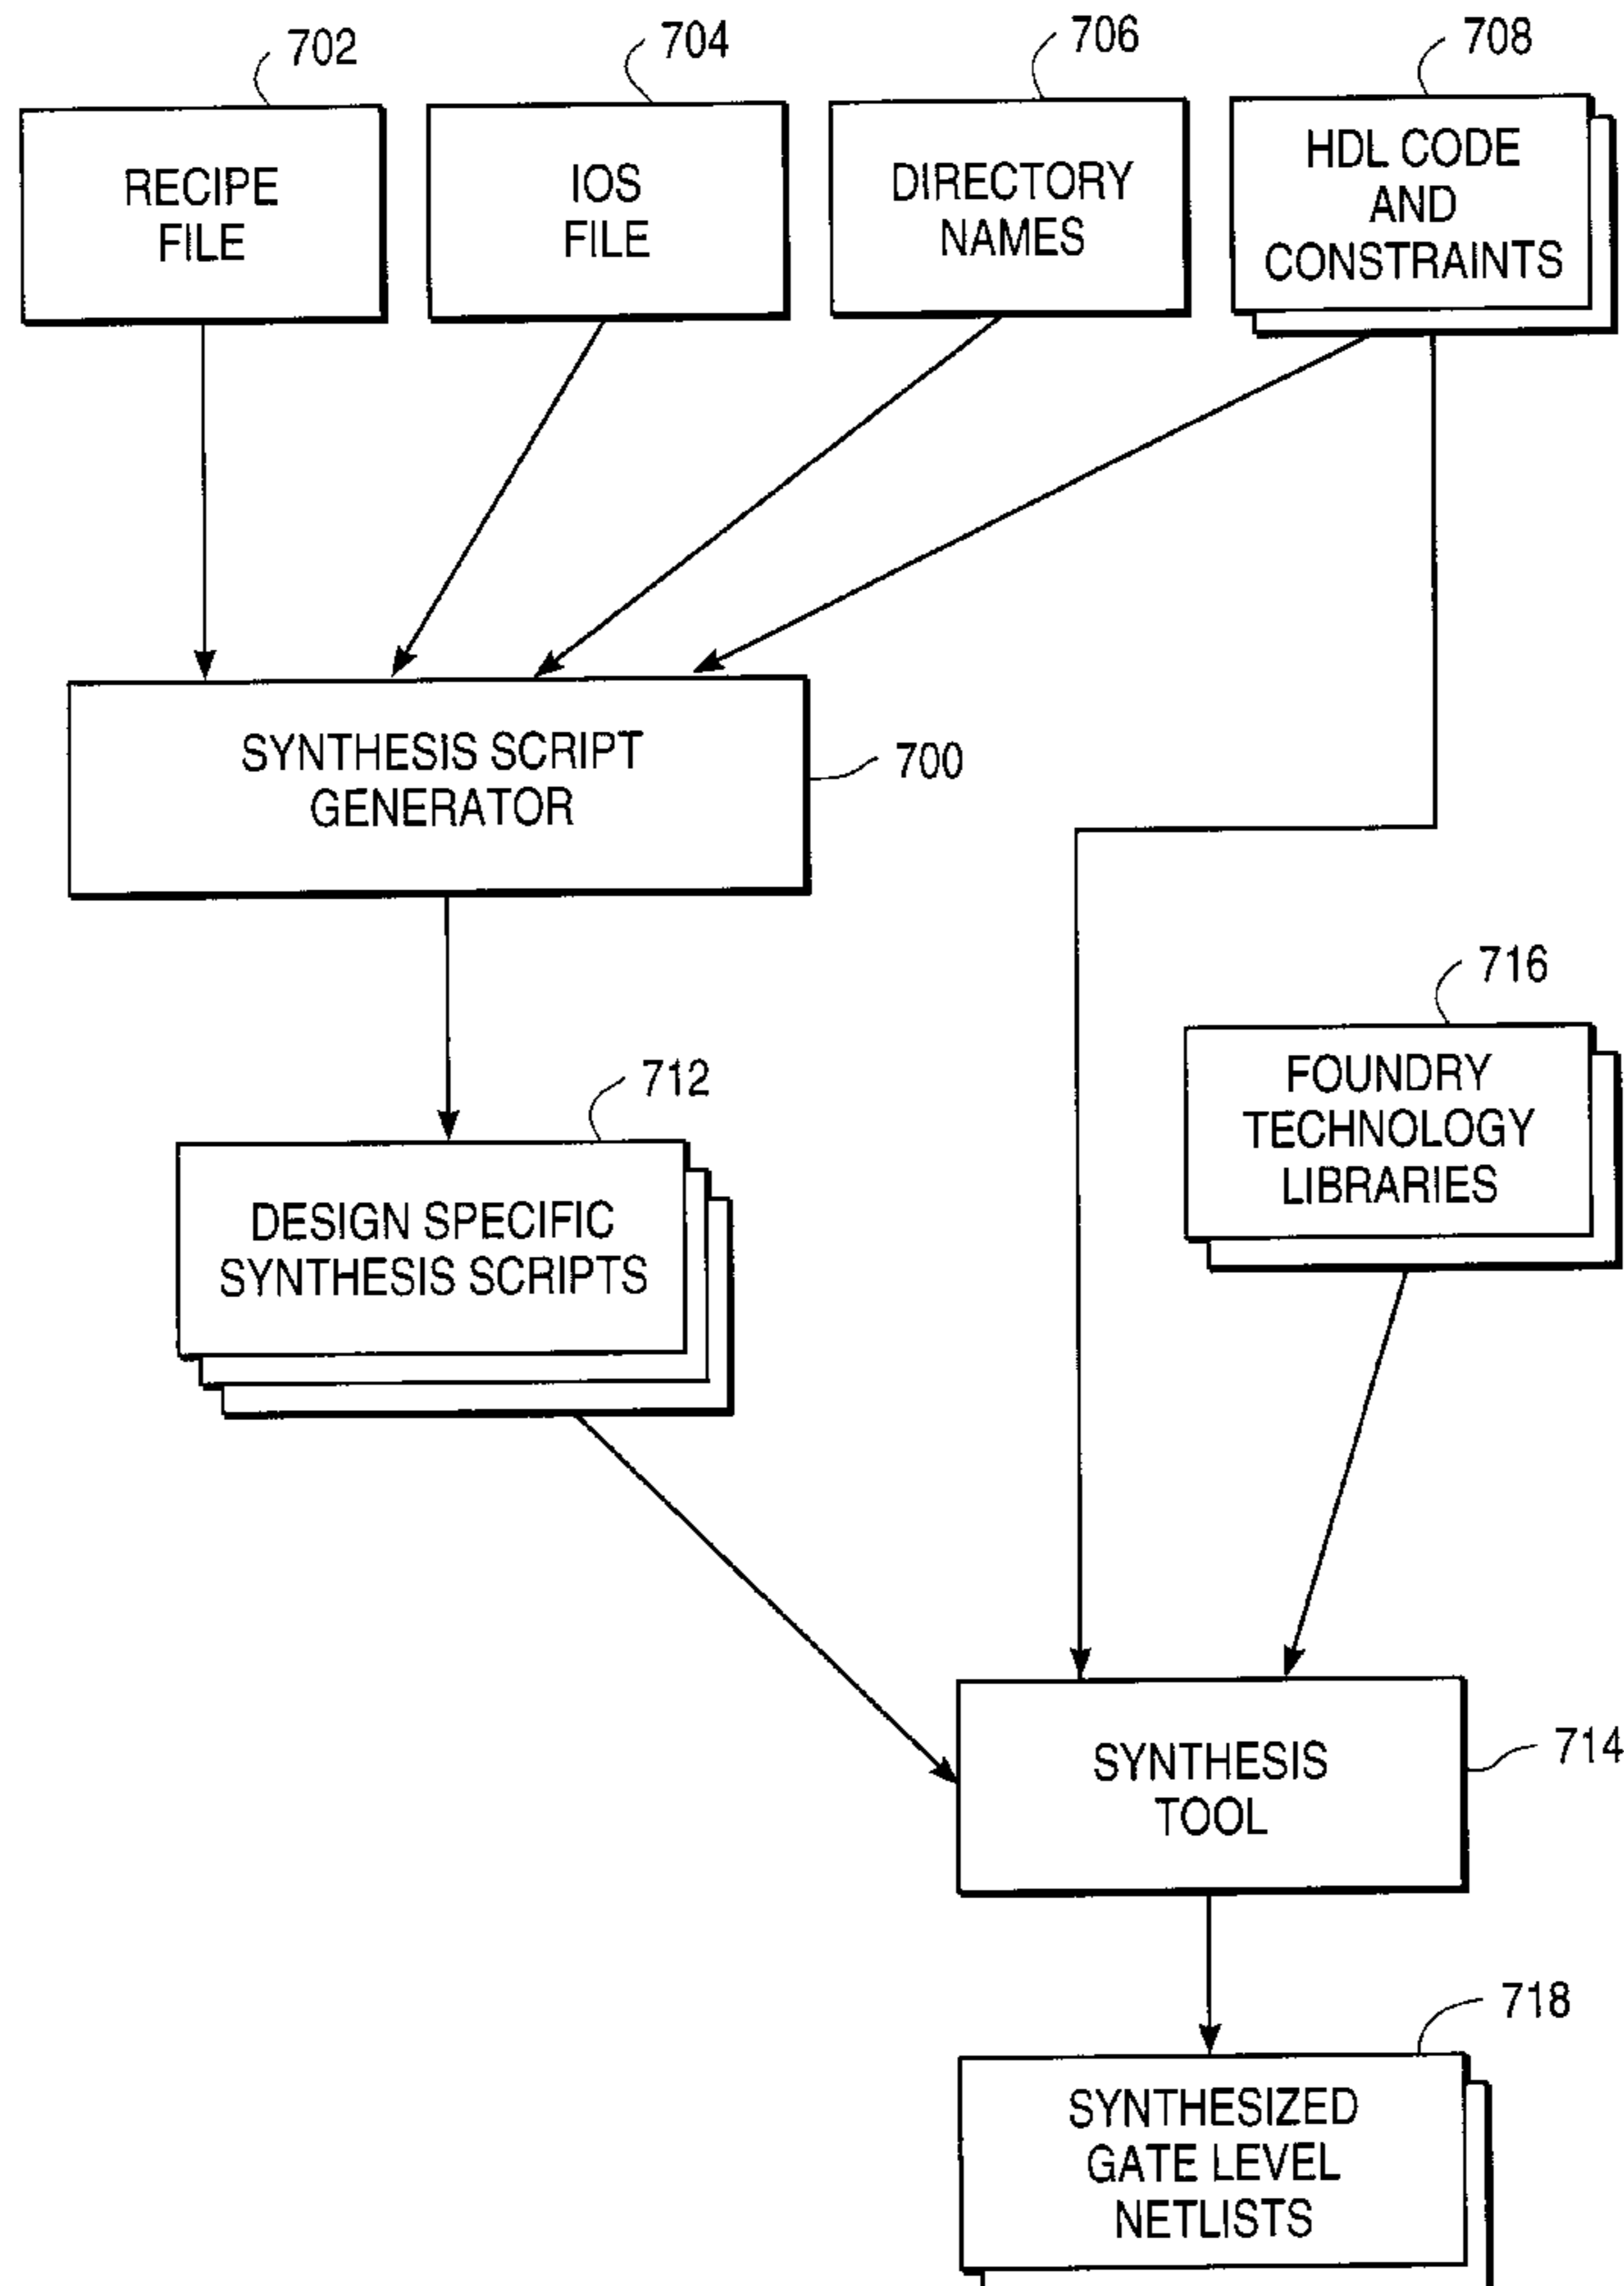 702
704
706
708
RECIPE
FILE
IOS
FILE
DIRECTORY
NAMES
HDL CODE
AND
CONSTRAINTS
SYNTHESIS SCRIPT
GENERATOR
700
716
FOUNDRY
TECHNOLOGY
LIBRARIES
712
DESIGN SPECIFIC
SYNTHESIS SCRIPTS
SYNTHESIS
TOOL
714
718
SYNTHESIZED
GATE LEVEL
NETLISTS